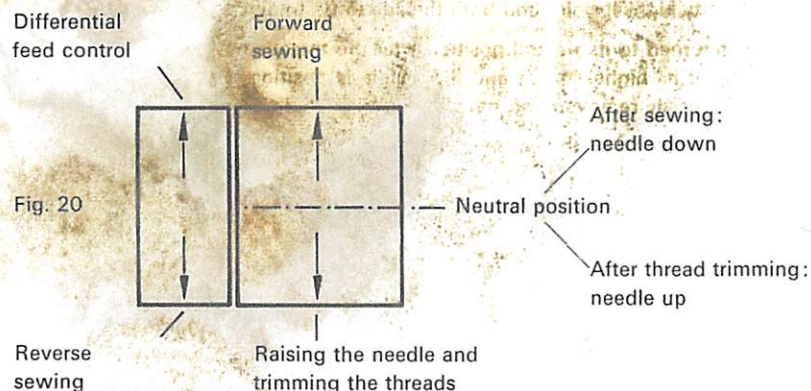 Differential
feed control
Forward
sewing
After sewing:
needle down
Fig. 20
Neutral position
After thread trimming:
needle up
Reverse
sewing
Raising the needle and
trimming the threads